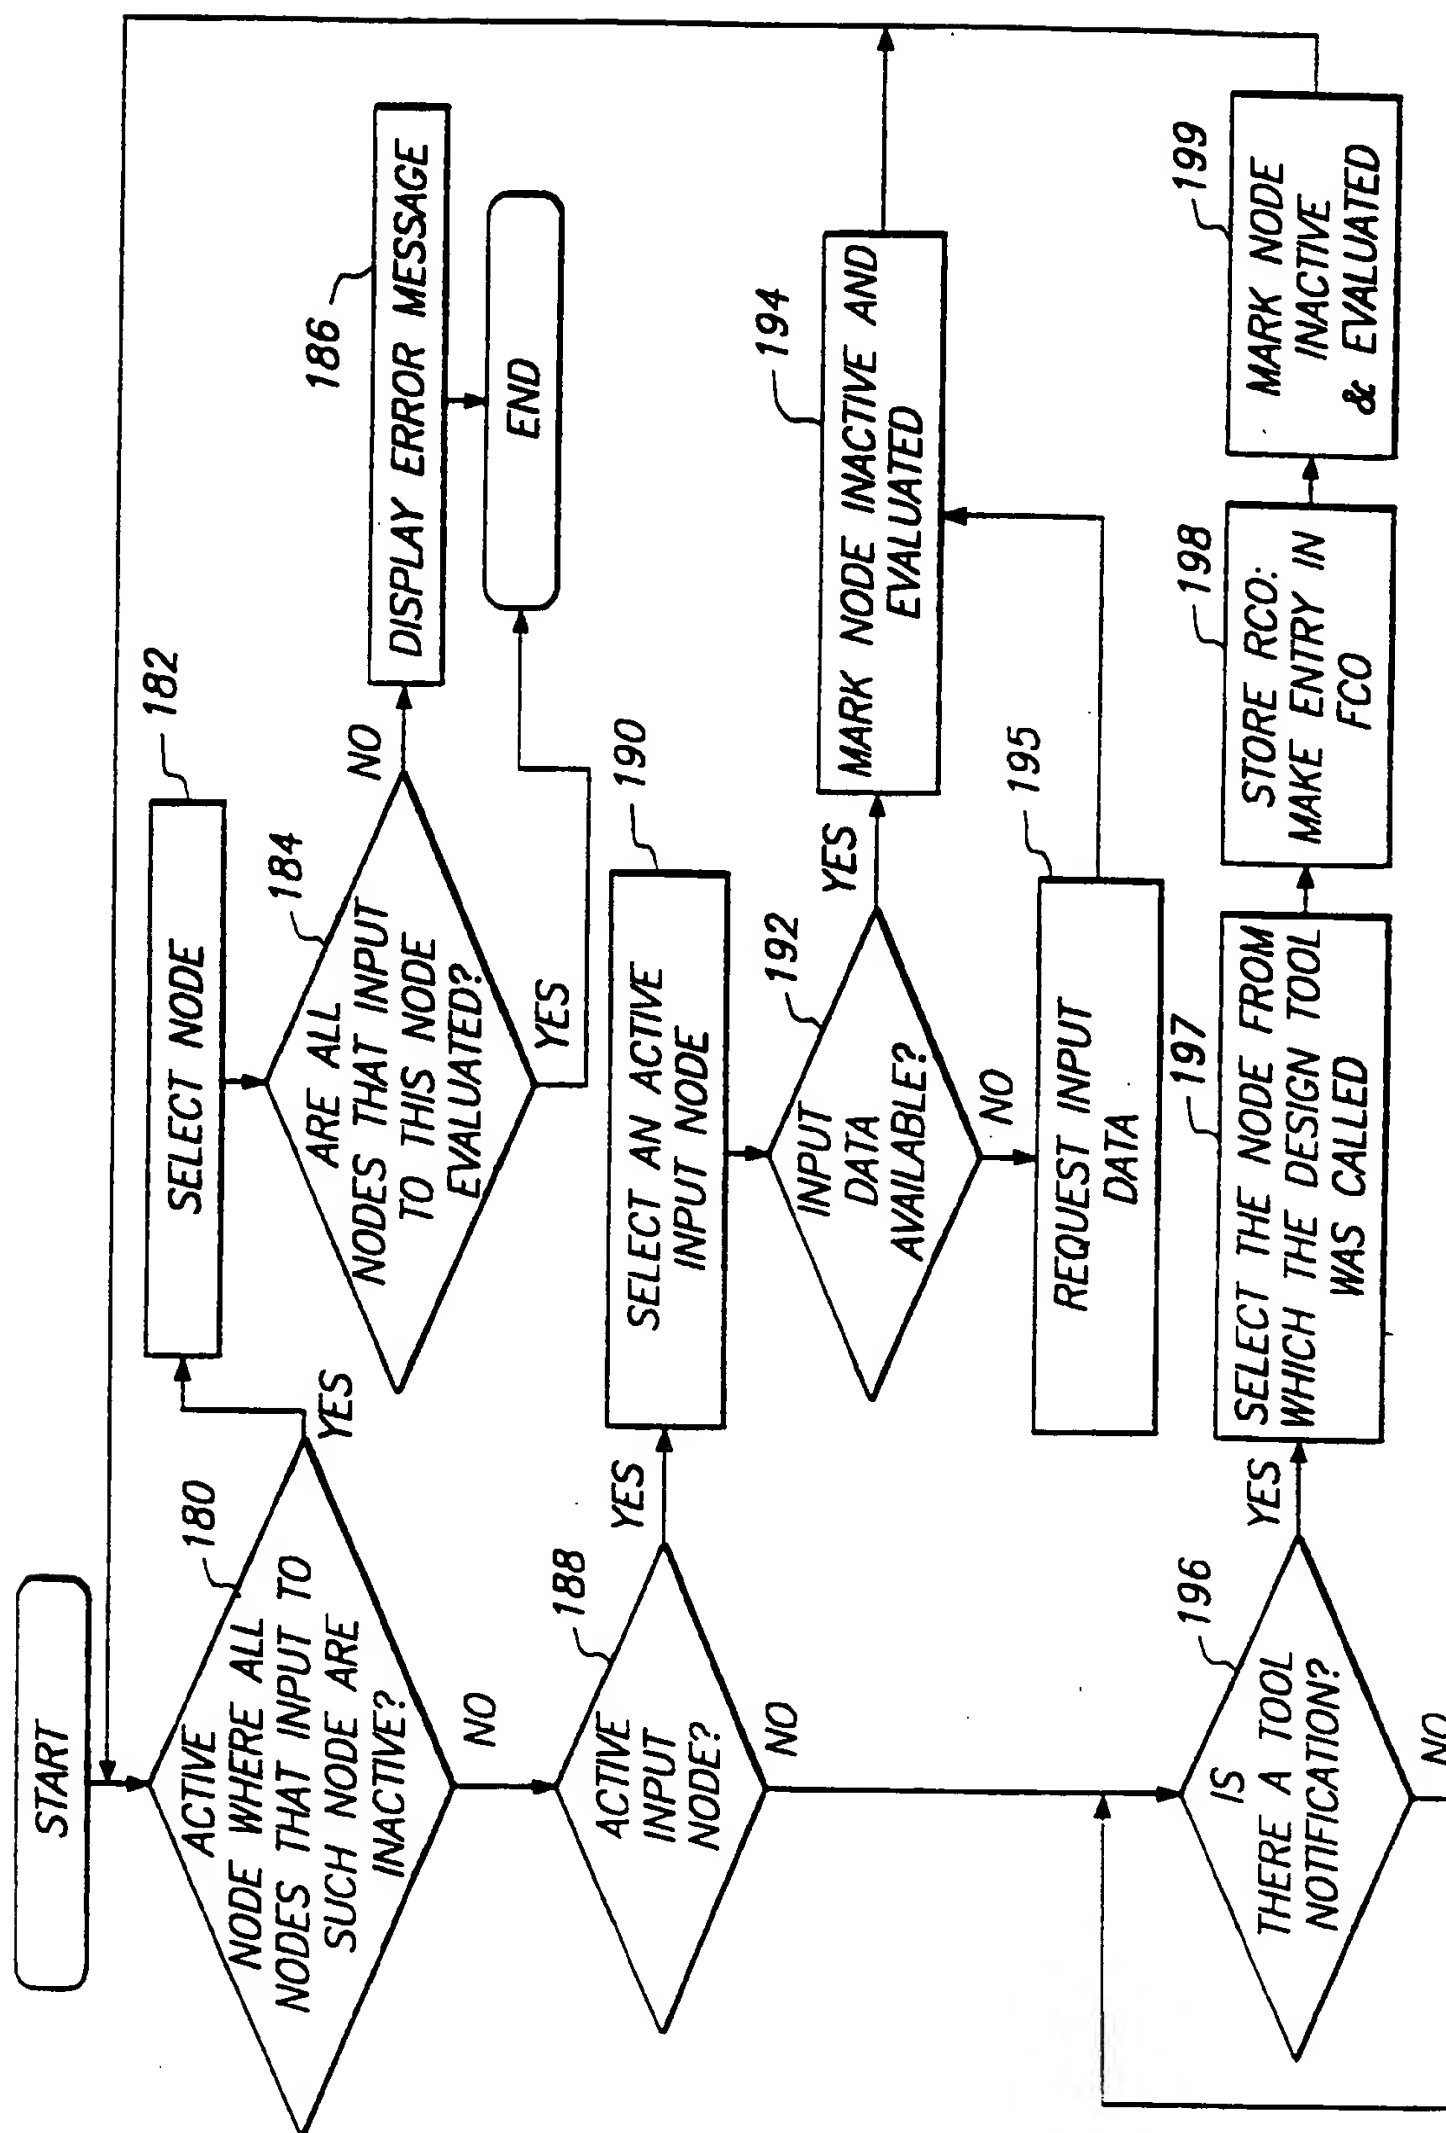 START
180
ACTIVE
NODE WHERE ALL
NODES THAT INPUT TO
SUCH NODE ARE
INACTIVE?
YES
NO
182
SELECT NODE
184
ARE ALL
NODES THAT INPUT
TO THIS NODE
EVALUATED?
NO
YES
186
DISPLAY ERROR MESSAGE
END
188
ACTIVE
INPUT
NODE?
YES
NO
190
SELECT AN ACTIVE
INPUT NODE
192
INPUT
DATA
AVAILABLE?
YES
NO
194
MARK NODE INACTIVE AND
EVALUATED
195
REQUEST INPUT
DATA
196
IS
THERE A TOOL
NOTIFICATION?
YES
NO
197
SELECT THE NODE FROM
WHICH THE DESIGN TOOL
WAS CALLED
198
STORE RCO:
MAKE ENTRY IN
FCO
199
MARK NODE
INACTIVE
& EVALUATED